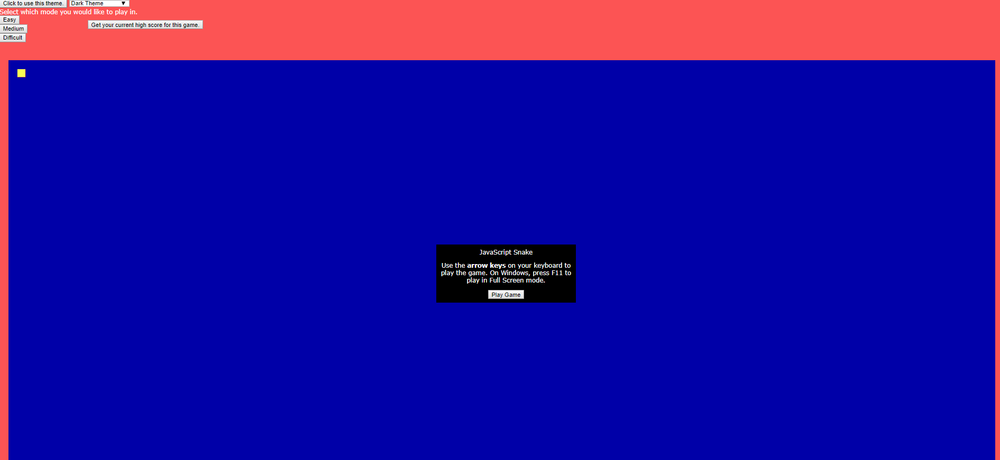 Click to use this theme. Dark Theme
Select which mode you would like to play in.
Easy
Get your current high score for this game.
Medium
Difficult
JavaScript Snake
Use the arrow keys on your keyboard to
play the game. On Windows, press F11 to
play in Full Screen mode.
Play Game